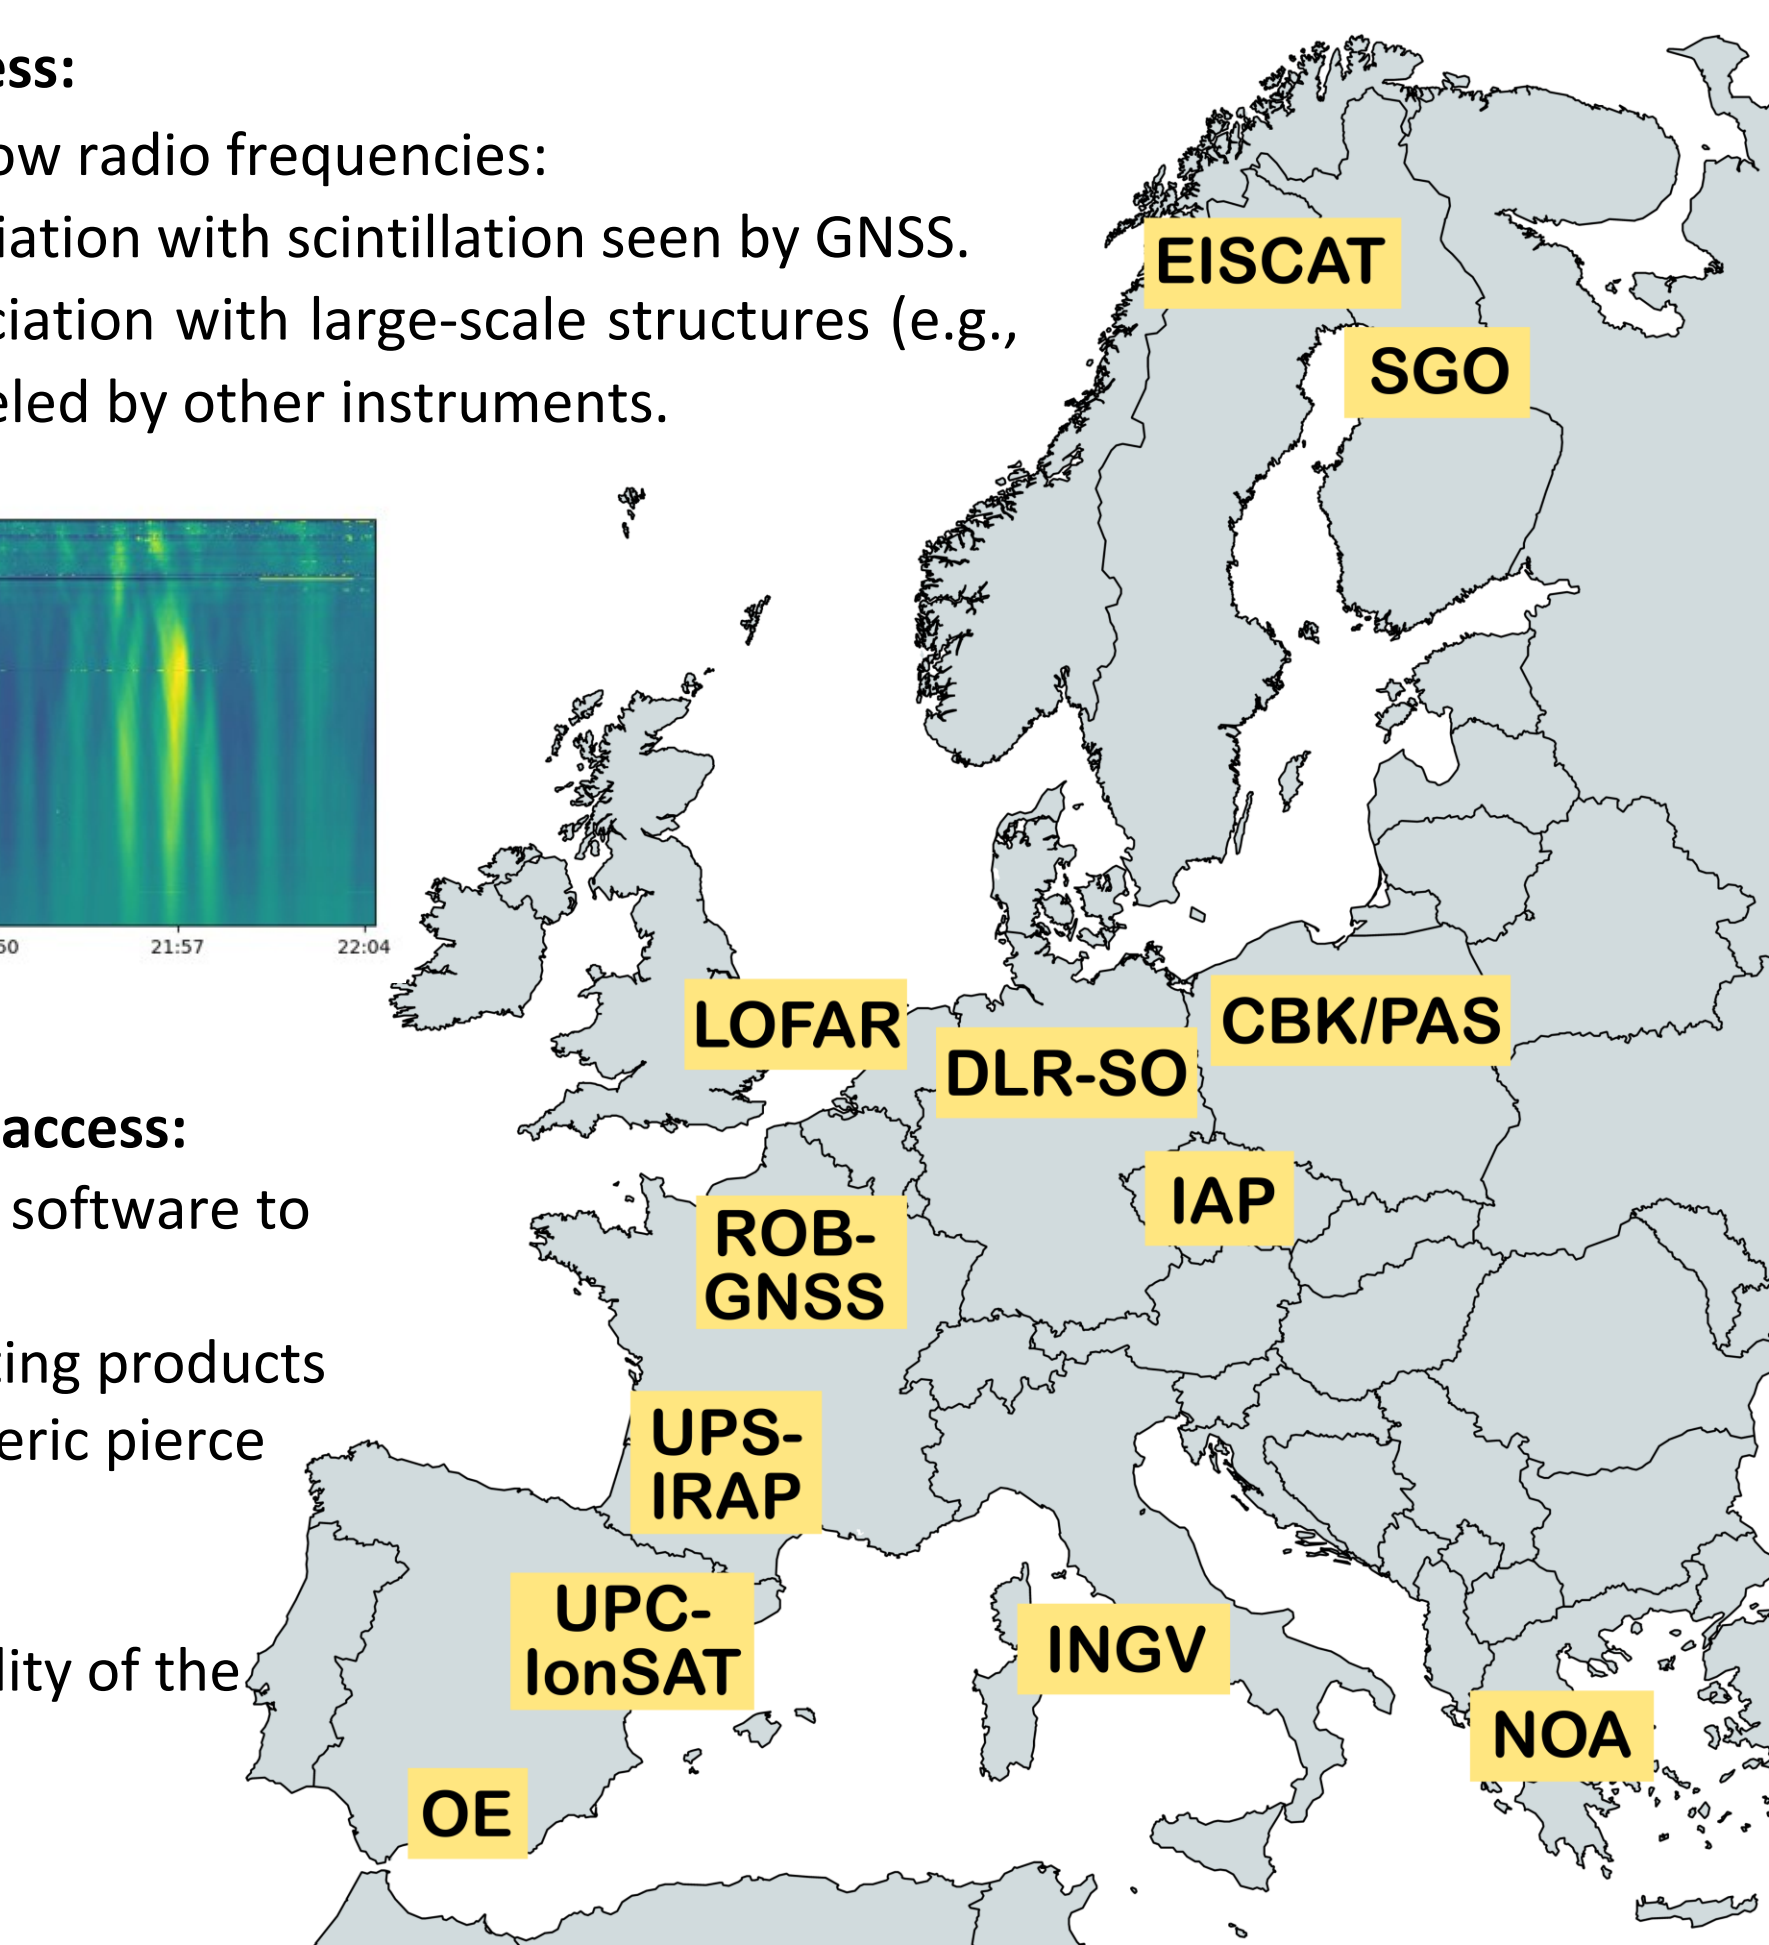 ess:
ow radio frequencies:
iation with scintillation seen by GNSS.
ciation with large-scale structures (e.g.,
eled by other instruments.
50
21:57
22:04
access:
software to
ting products
eric pierce
lity of the
EISCAT
SGO
LOFAR
DLR-SO
CBK/PAS
IAP
ROB-
GNSS
UPS-
IRAP
UPC-
IonSAT
INGV
NOA
OE